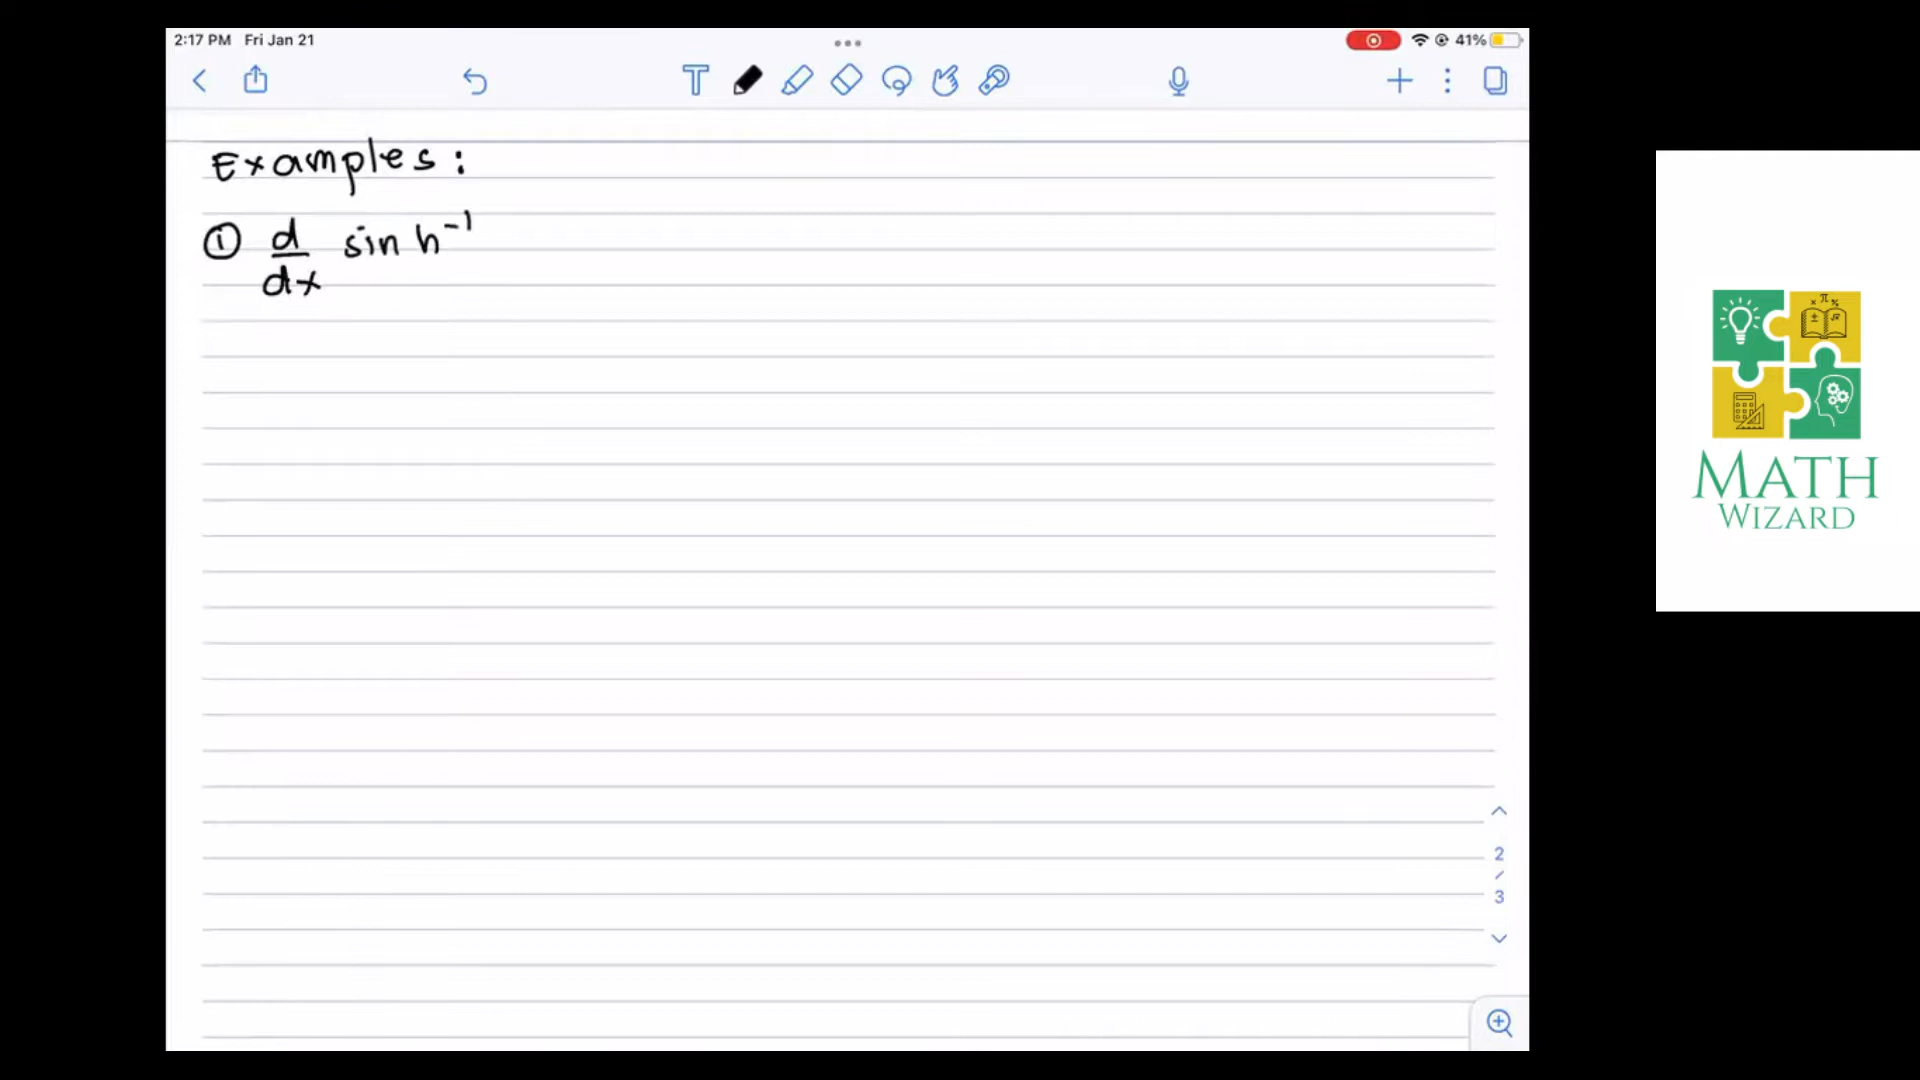 2:17 PM Fri Jan 21
41%
T
Examples:
① d/dx sin h⁻¹
x π %
± √x
MATH
WIZARD
2
/
3